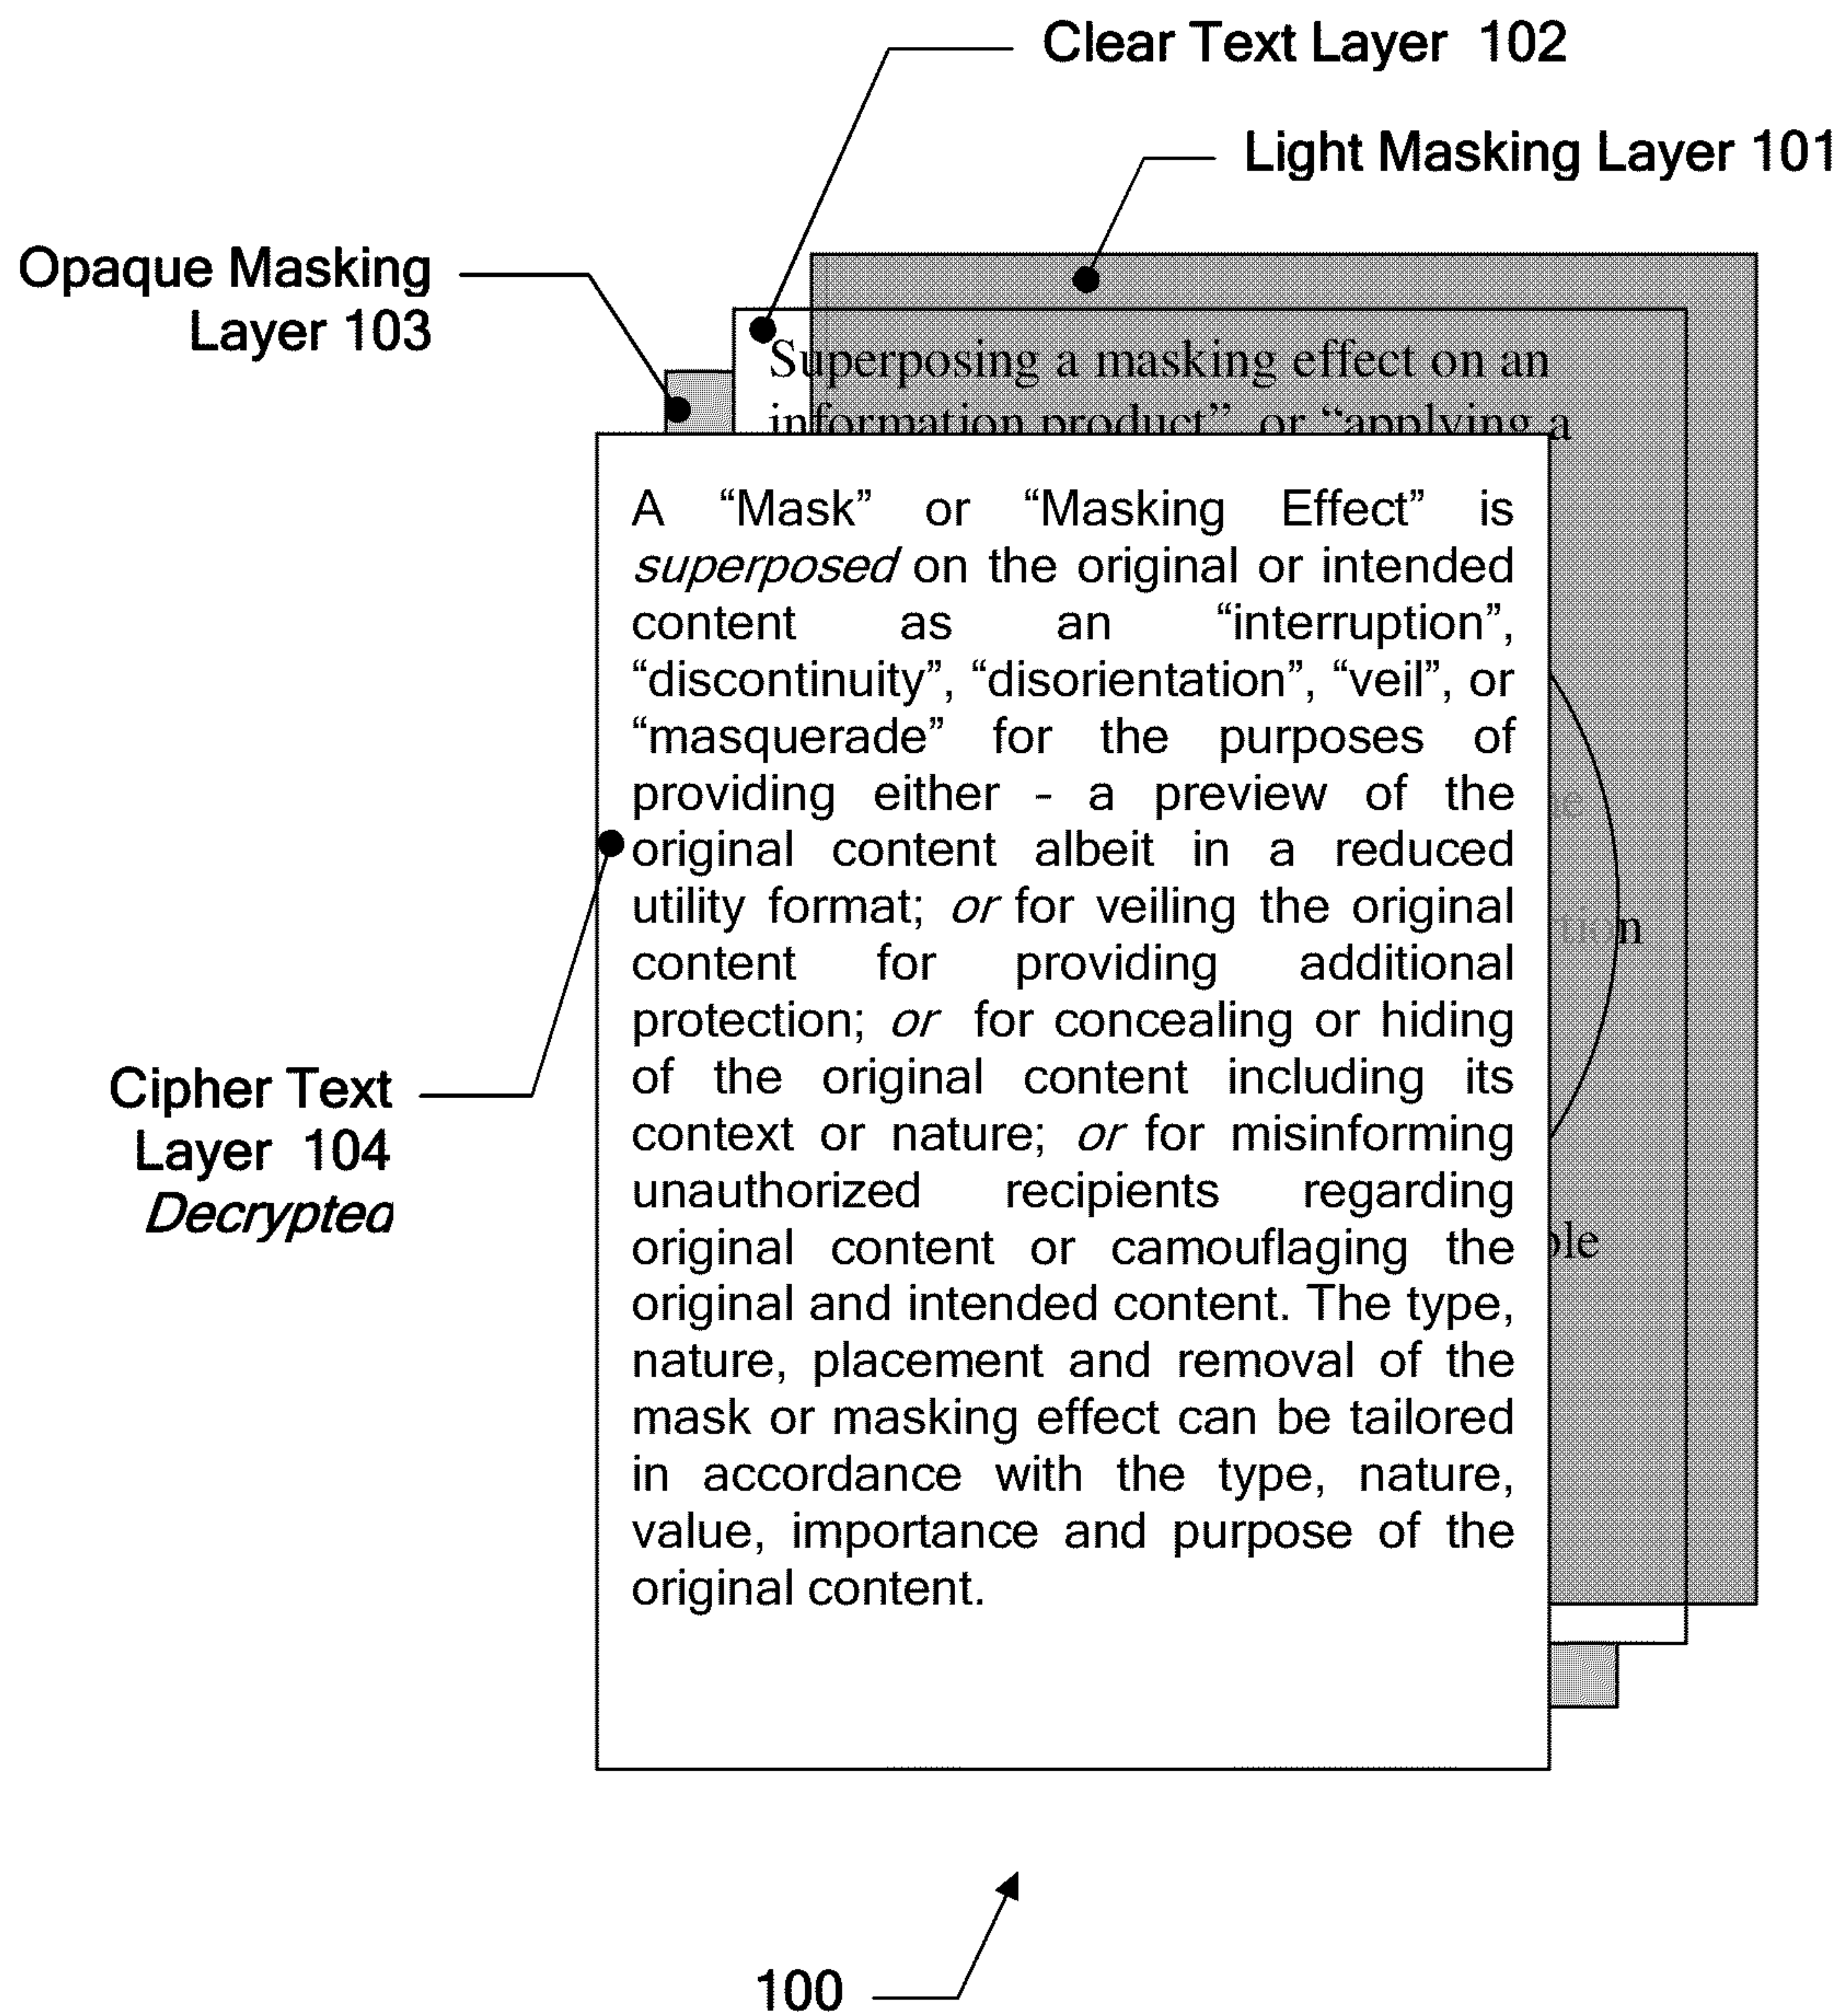 Clear Text Layer 102
Light Masking Layer 101
Opaque Masking
Layer 103
Superposing a masking effect on an
information product”, or “applying a
A “Mask” or “Masking Effect” is
superposed on the original or intended
content as an “interruption”,
“discontinuity”, “disorientation”, “veil”, or
“masquerade” for the purposes of
providing either - a preview of the
original content albeit in a reduced
utility format; or for veiling the original
content for providing additional
protection; or for concealing or hiding
of the original content including its
context or nature; or for misinforming
unauthorized recipients regarding
original content or camouflaging the
original and intended content. The type,
nature, placement and removal of the
mask or masking effect can be tailored
in accordance with the type, nature,
value, importance and purpose of the
original content.
Cipher Text
Layer 104
Decrypted
100